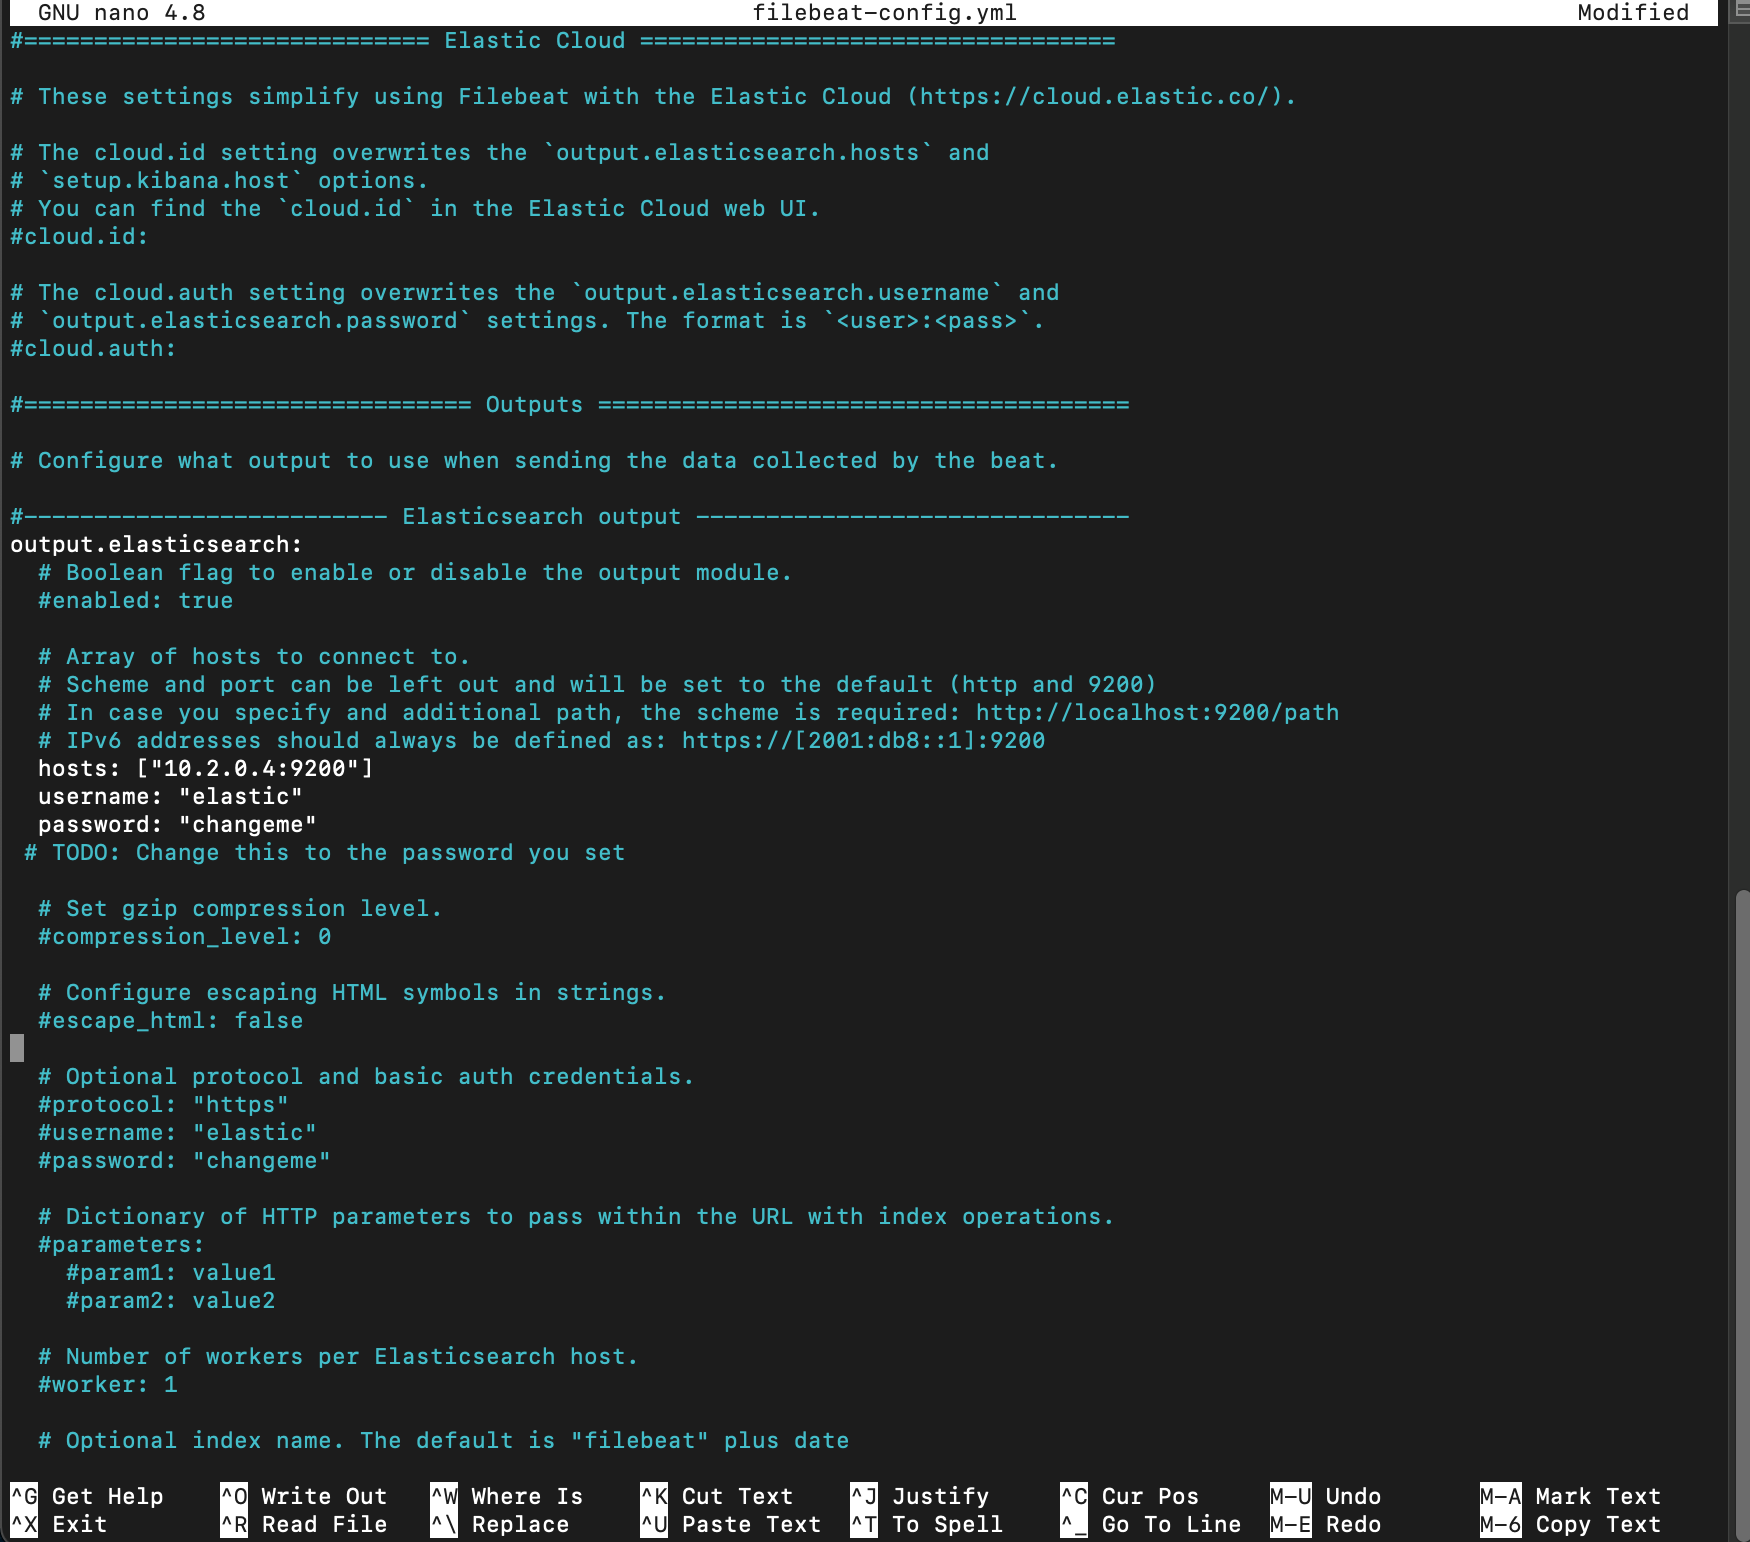 GNU nano 4.8 filebeat-config.yml Modified
#============================= Elastic Cloud ==================================
# These settings simplify using Filebeat with the Elastic Cloud (https://cloud.elastic.co/).
# The cloud.id setting overwrites the `output.elasticsearch.hosts` and
# `setup.kibana.host` options.
# You can find the `cloud.id` in the Elastic Cloud web UI.
#cloud.id:
# The cloud.auth setting overwrites the `output.elasticsearch.username` and
# `output.elasticsearch.password` settings. The format is `<user>:<pass>`.
#cloud.auth:
#================================ Outputs ======================================
# Configure what output to use when sending the data collected by the beat.
#-------------------------- Elasticsearch output -------------------------------
output.elasticsearch:
  # Boolean flag to enable or disable the output module.
  #enabled: true
  # Array of hosts to connect to.
  # Scheme and port can be left out and will be set to the default (http and 9200)
  # In case you specify and additional path, the scheme is required: http://localhost:9200/path
  # IPv6 addresses should always be defined as: https://[2001:db8::1]:9200
  hosts: ["10.2.0.4:9200"]
  username: "elastic"
  password: "changeme"
 # TODO: Change this to the password you set
  # Set gzip compression level.
  #compression_level: 0
  # Configure escaping HTML symbols in strings.
  #escape_html: false
  # Optional protocol and basic auth credentials.
  #protocol: "https"
  #username: "elastic"
  #password: "changeme"
  # Dictionary of HTTP parameters to pass within the URL with index operations.
  #parameters:
    #param1: value1
    #param2: value2
  # Number of workers per Elasticsearch host.
  #worker: 1
  # Optional index name. The default is "filebeat" plus date
^G Get Help ^O Write Out ^W Where Is ^K Cut Text ^J Justify ^C Cur Pos M-U Undo M-A Mark Text
^X Exit ^R Read File ^\ Replace ^U Paste Text ^T To Spell ^_ Go To Line M-E Redo M-6 Copy Text